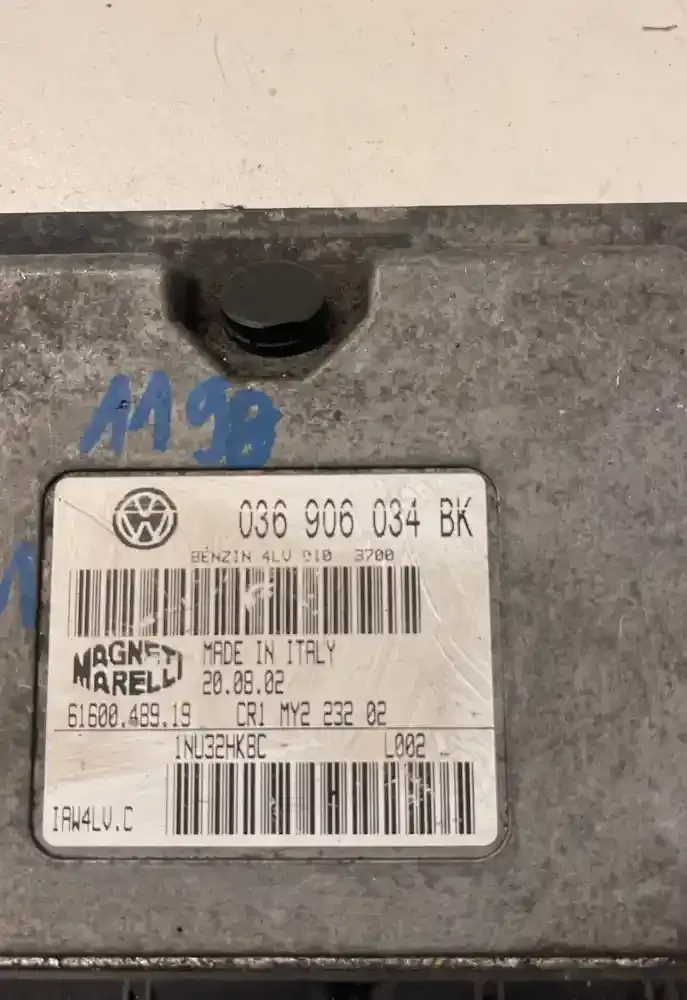 1198
036 906 034 BK
BENZIN 4LV 010 3700
MAGNETI
MARELLI
MADE IN ITALY
20.08.02
61600.489.19 CR1 MY2 232 02
1NU32HKBC L002
IAW4LV.C